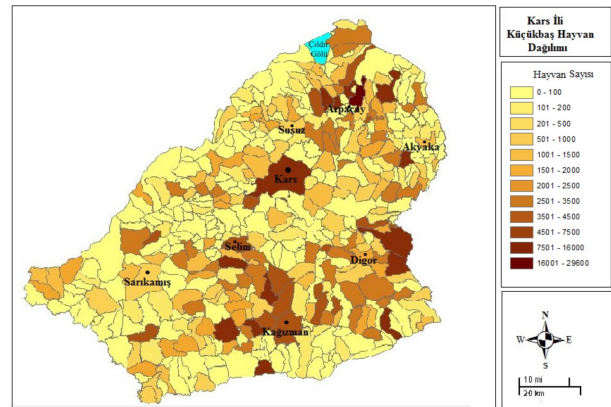 Kars İli
Küçükbaş Hayvan
Dağılımı
Hayvan Sayısı
0 - 100
101 - 200
201 - 500
501 - 1000
1001 - 1500
1501 - 2000
2001 - 2500
2501 - 3500
3501 - 4500
4501 - 7500
7501 - 16000
16001 - 29600
Çıldır
Gölü
Arpaçay
Susuz
Akyaka
Kars
Selim
Digor
Sarıkamış
Kağızman
N
W
E
S
10 mi
20 km